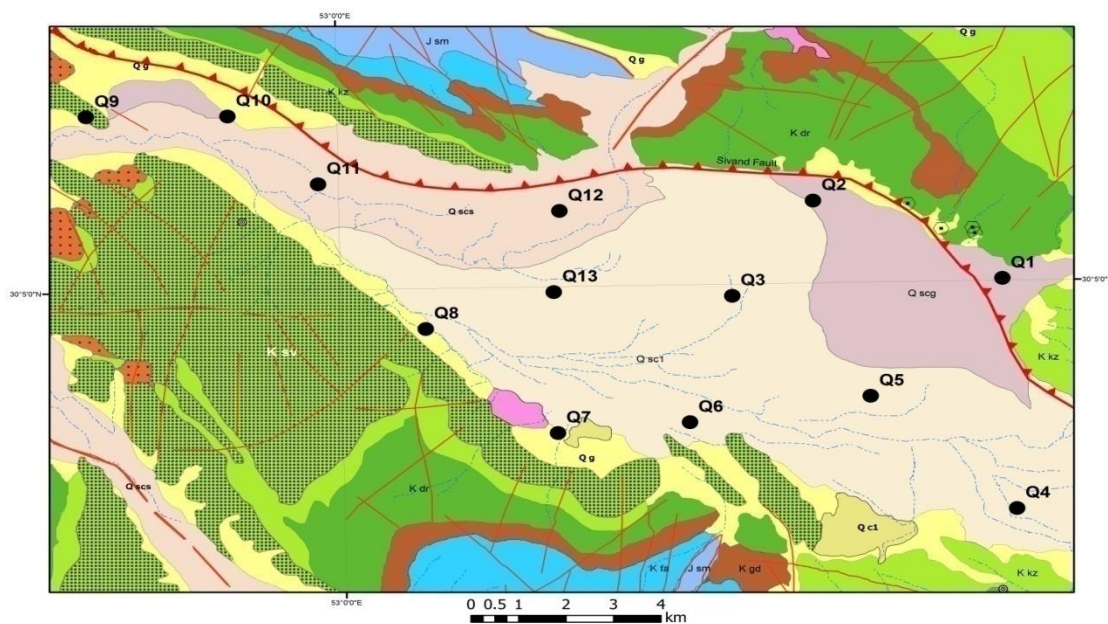 53°0'0"E
Q g
J sm
Q g
Q g
K kz
Q9
Q10
K dr
Sivand Fault
Q11
Q2
Q12
Q scs
Q1
Q13
Q3
30°5'0"N
30°5'0"N
Q scg
Q8
K sv
Q sc1
K kz
Q5
Q6
Q7
Q g
Q scs
K dr
Q4
Q c1
K fa
J sm
K gd
K kz
53°0'0"E
0 0.5 1 2 3 4
km